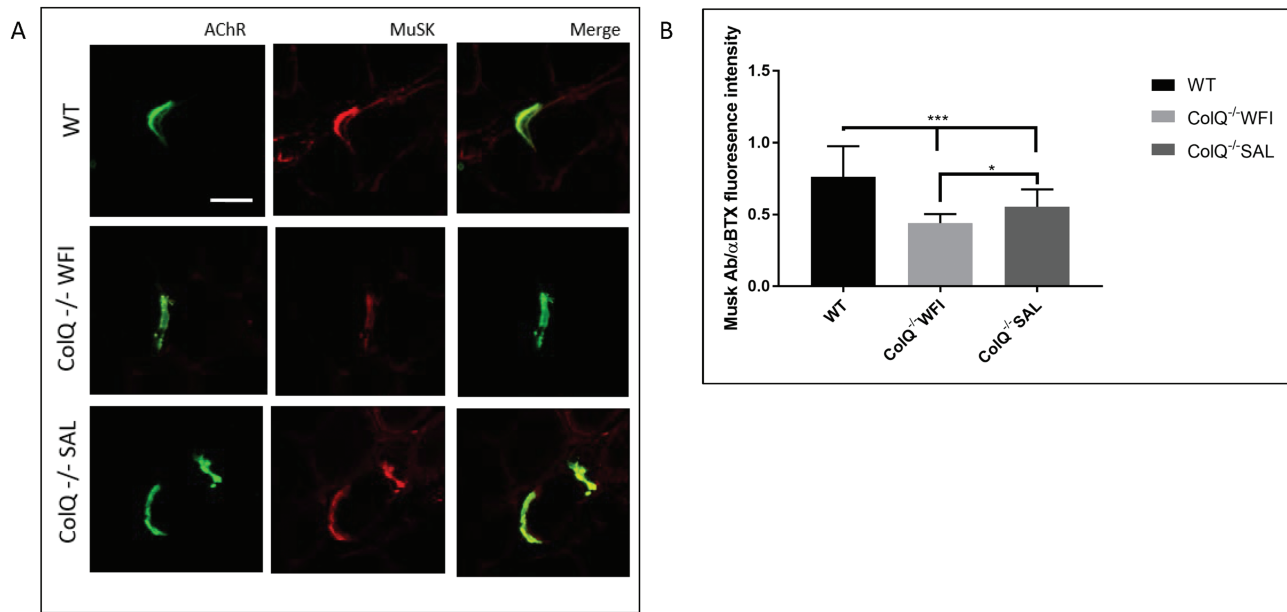 A
AChR
MuSK
Merge
WT
ColQ -/- WFI
ColQ -/- SAL
B
Musk Ab/αBTX fluoresence intensity
1.5
1.0
0.5
0.0
***
*
WT
ColQ-/-WFI
ColQ-/-SAL
WT
ColQ-/-WFI
ColQ-/-SAL